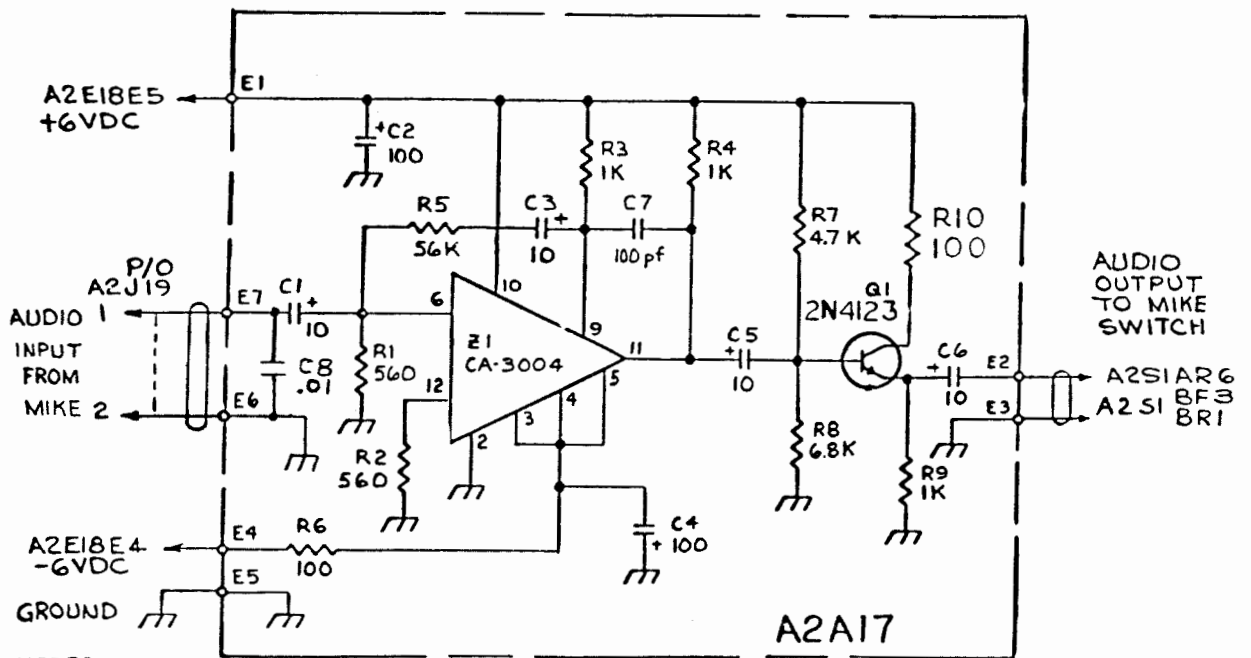 A2E18E5
+6VDC
E1
+
C2
100
R3
1K
R4
1K
R5
56K
C3
+
10
C7
100 pf
R7
4.7 K
R10
100
P/O
A2J19
AUDIO 1
INPUT
FROM
MIKE 2
E7
C1
+
10
C8
.01
E6
R1
560
R2
560
6
12
10
9
11
5
4
3
2
Z1
CA-3004
C5
+
10
Q1
2N4123
R8
6.8K
R9
1K
C6
+
10
E2
E3
AUDIO
OUTPUT
TO MIKE
SWITCH
A2S1AR6
BF3
A2S1 BR1
A2E18E4
-6VDC
E4
R6
100
C4
+ 100
E5
GROUND
A2A17